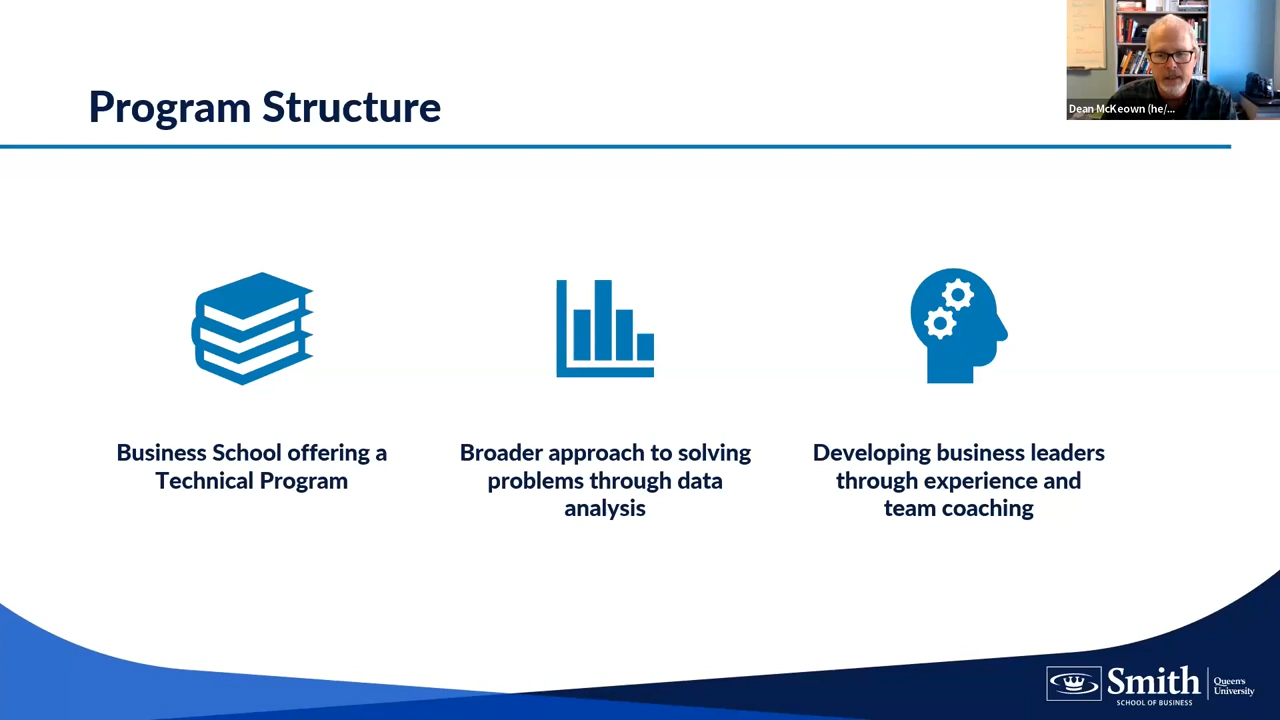 Program Structure
Dean McKeown (he/...
Business School offering a
Technical Program
Broader approach to solving
problems through data
analysis
Developing business leaders
through experience and
team coaching
Smith
SCHOOL OF BUSINESS
Queen's
University